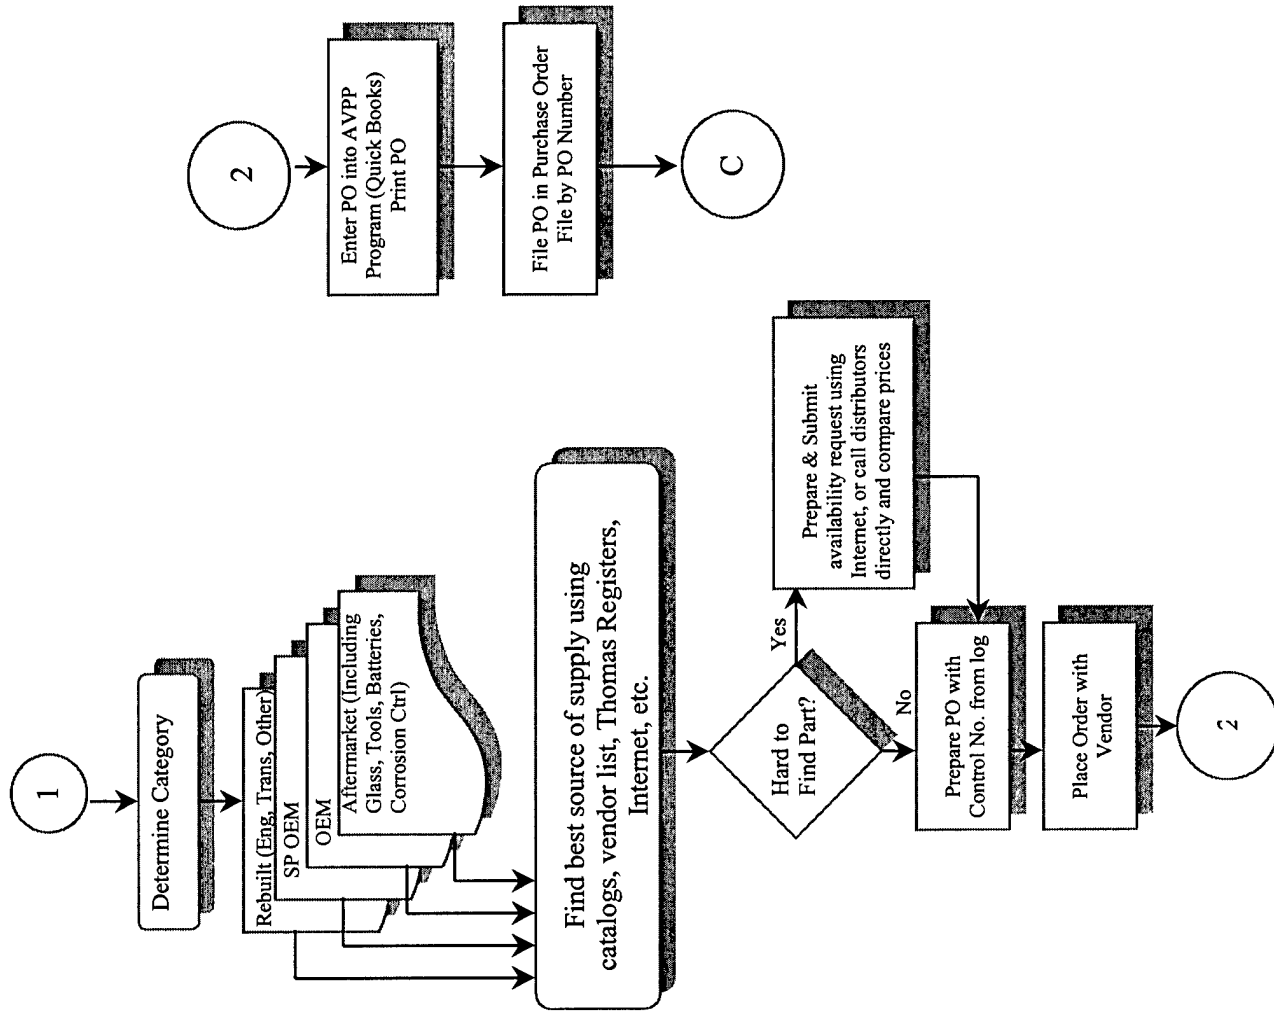 1
Determine Category
Rebuilt (Eng, Trans, Other)
SP OEM
OEM
Aftermarket (Including
Glass, Tools, Batteries,
Corrosion Ctrl)
Find best source of supply using
catalogs, vendor list, Thomas Registers,
Internet, etc.
Hard to
Find Part?
Yes
No
Prepare & Submit
availability request using
Internet, or call distributors
directly and compare prices
Prepare PO with
Control No. from log
Place Order with
Vendor
2
2
Enter PO into AVPP
Program (Quick Books)
Print PO
File PO in Purchase Order
File by PO Number
C